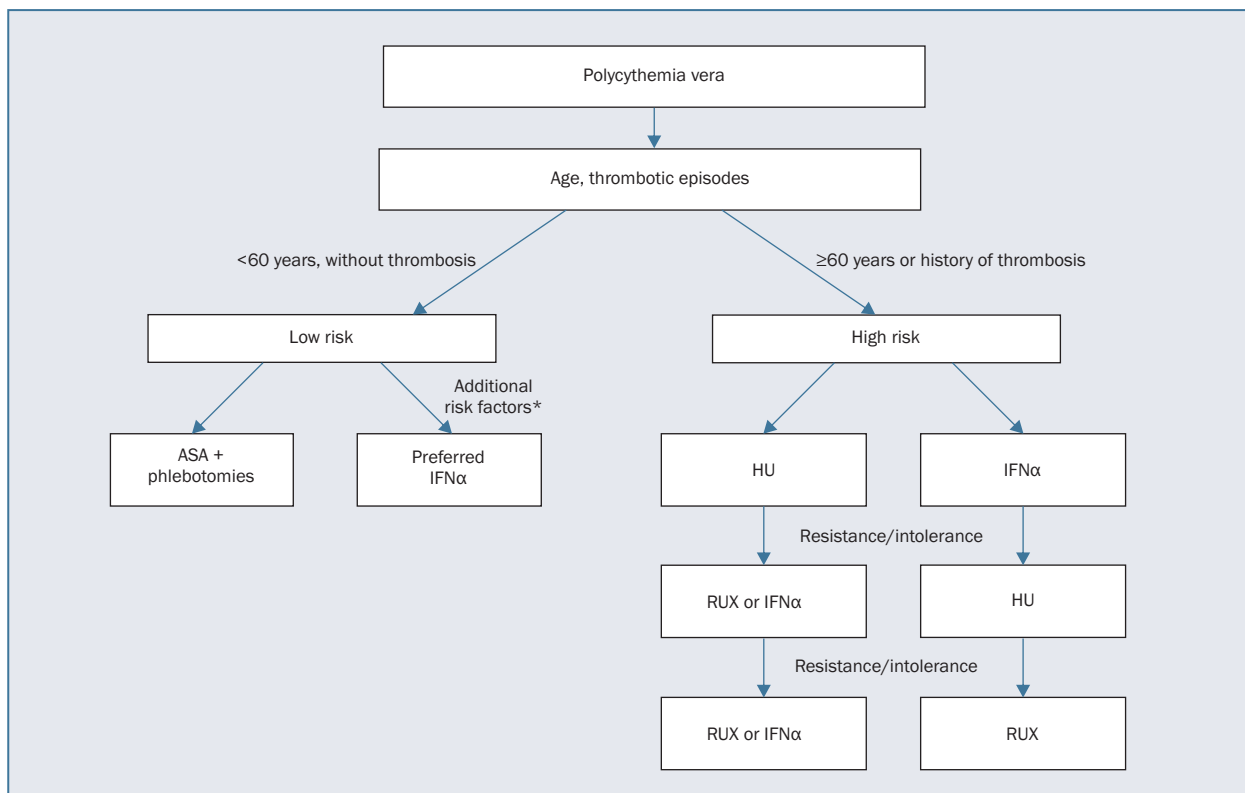 Polycythemia vera
Age, thrombotic episodes
<60 years, without thrombosis
≥60 years or history of thrombosis
Low risk
High risk
Additional
risk factors*
ASA +
phlebotomies
Preferred
IFNα
HU
IFNα
Resistance/intolerance
RUX or IFNα
HU
Resistance/intolerance
RUX or IFNα
RUX